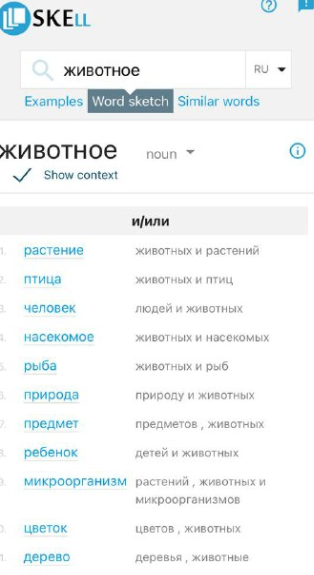 SKELL
животное RU
Examples Word sketch Similar words
животное noun
Show context
и/или
1. растение животных и растений
2. птица животных и птиц
3. человек людей и животных
4. насекомое животных и насекомых
5. рыба животных и рыб
6. природа природу и животных
7. предмет предметов , животных
8. ребенок детей и животных
9. микроорганизм растений , животных и
микроорганизмов
0. цветок цветов , животных
1. дерево деревья , животные